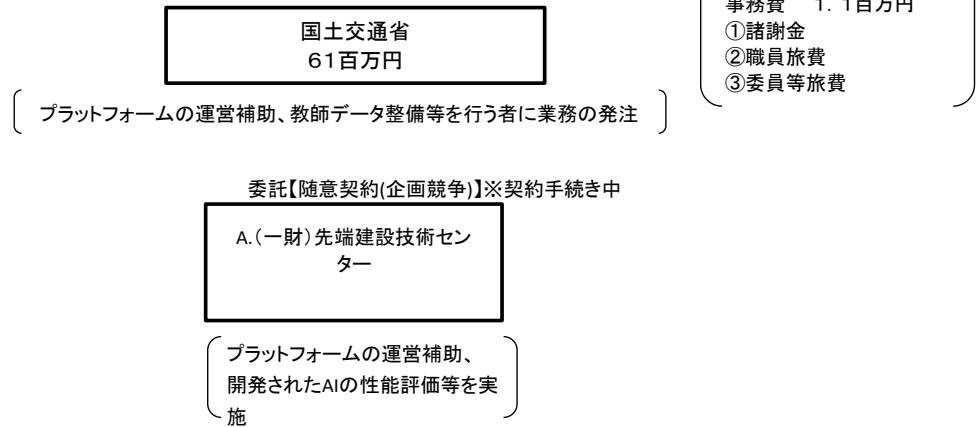 事務費　１．１百万円
①諸謝金
②職員旅費
③委員等旅費
国土交通省
６１百万円
プラットフォームの運営補助、教師データ整備等を行う者に業務の発注
委託【随意契約(企画競争)】※契約手続き中
A.（一財）先端建設技術セン
ター
プラットフォームの運営補助、
開発されたAIの性能評価等を実
施